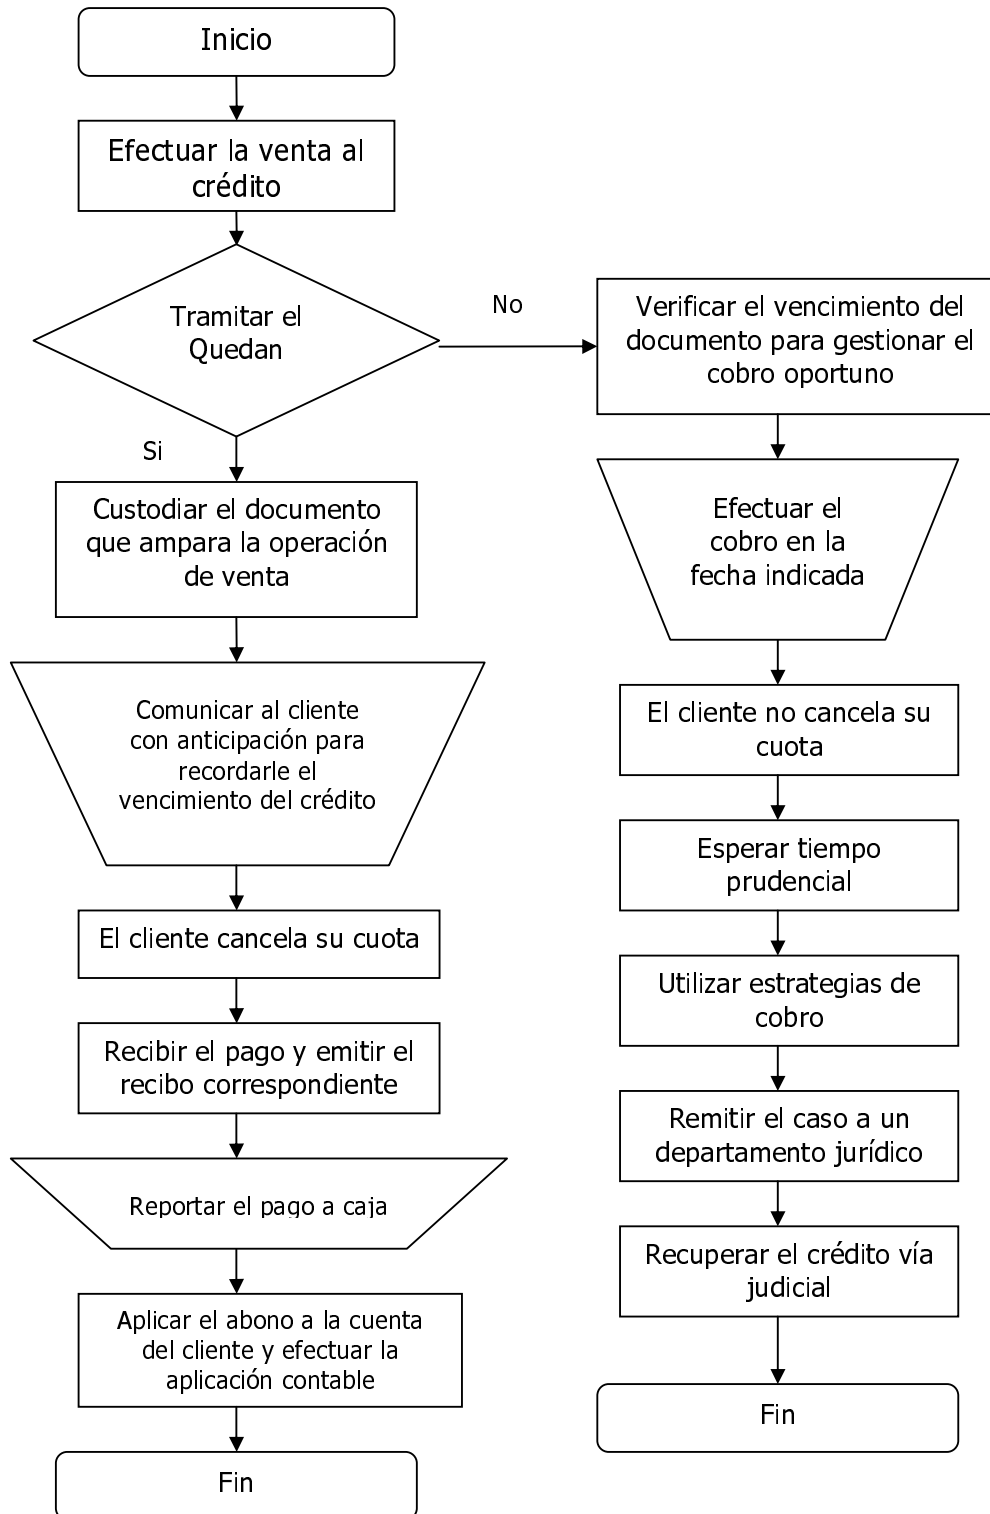 Inicio
Efectuar la venta al
crédito
Tramitar el
Quedan
No
Si
Custodiar el documento
que ampara la operación
de venta
Comunicar al cliente
con anticipación para
recordarle el
vencimiento del crédito
El cliente cancela su cuota
Recibir el pago y emitir el
recibo correspondiente
Reportar el pago a caja
Aplicar el abono a la cuenta
del cliente y efectuar la
aplicación contable
Fin
Verificar el vencimiento del
documento para gestionar el
cobro oportuno
Efectuar el
cobro en la
fecha indicada
El cliente no cancela su
cuota
Esperar tiempo
prudencial
Utilizar estrategias de
cobro
Remitir el caso a un
departamento jurídico
Recuperar el crédito vía
judicial
Fin